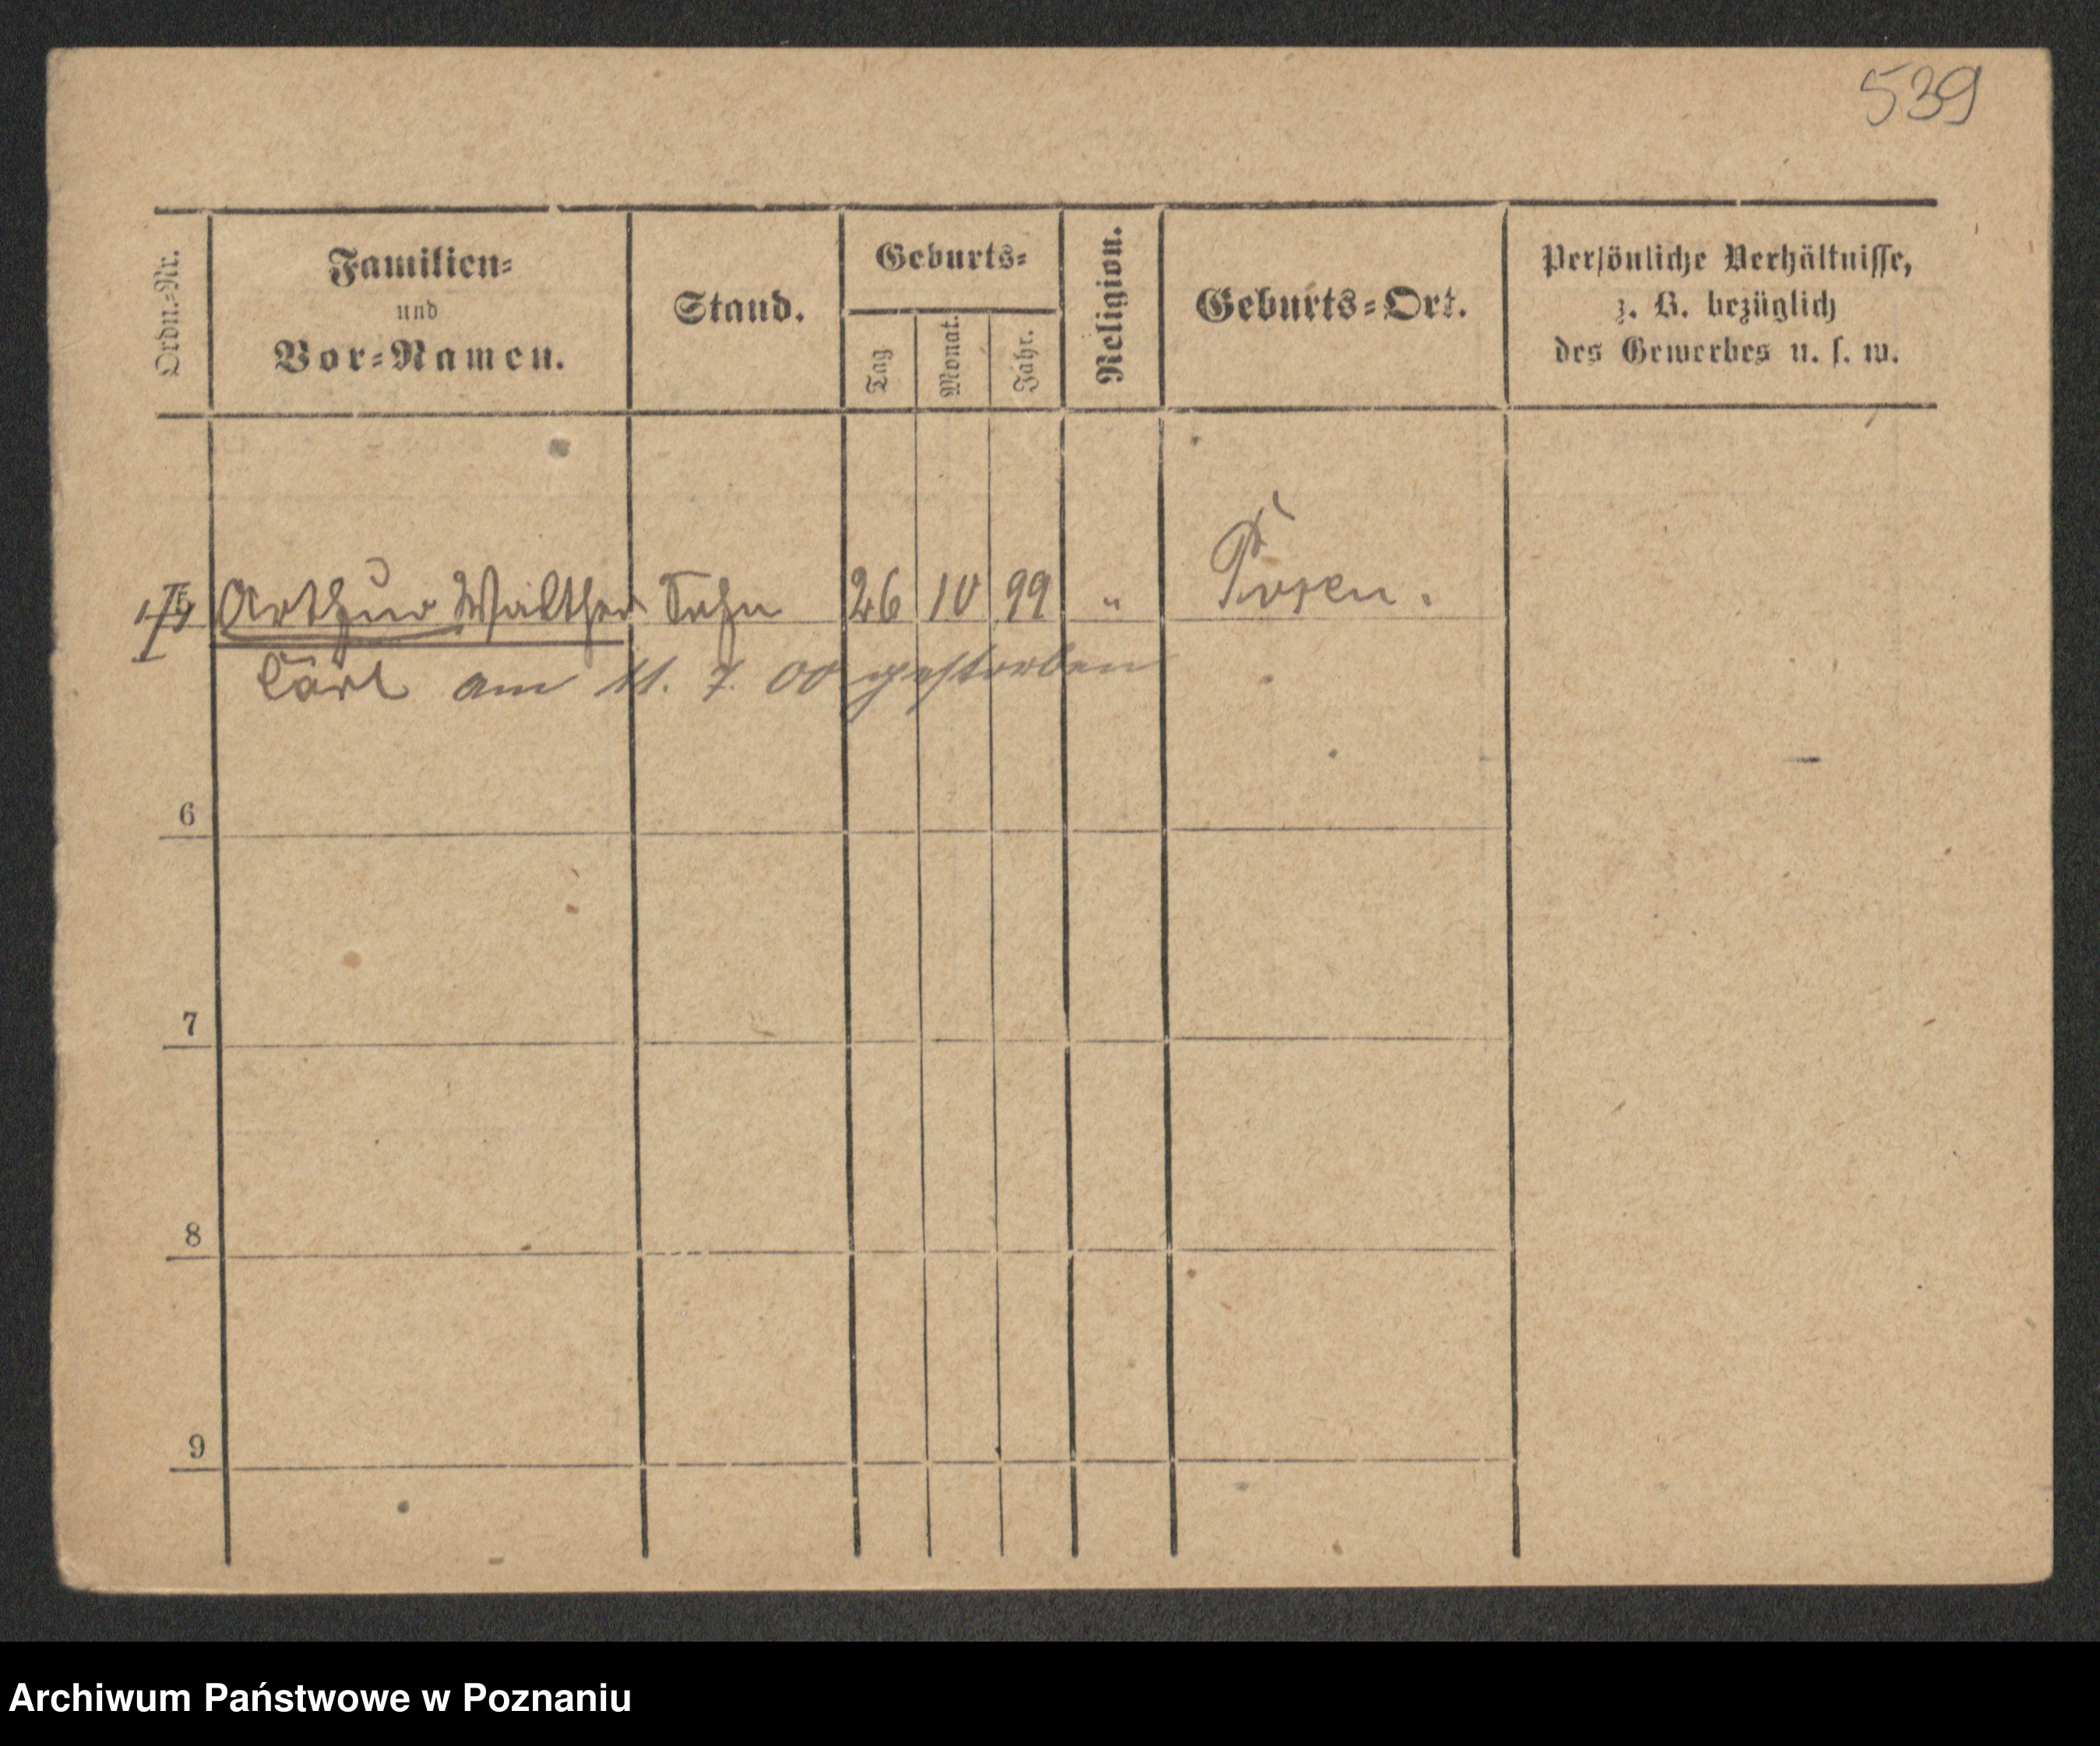 539
Ordn.-Nr.
Familien-
und
Vor-Namen.
Stand.
Geburts-
Tag
Monat.
Jahr.
Religion.
Geburts-Ort.
Persönliche Verhältnisse,
z. B. bezüglich
des Gewerbes u. s. w.
Arthur Walther Sohn 26 10 99 " Posen.
Carl am 11. 7. 00 gestorben
6
7
8
9
Archiwum Państwowe w Poznaniu